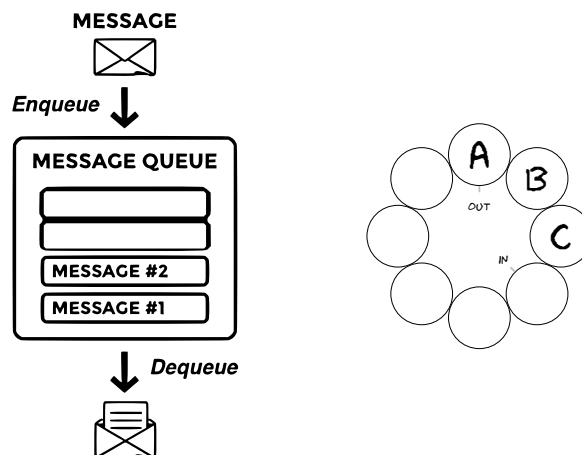 MESSAGE
Enqueue
MESSAGE QUEUE
MESSAGE #2
MESSAGE #1
Dequeue
A
B
OUT
C
IN